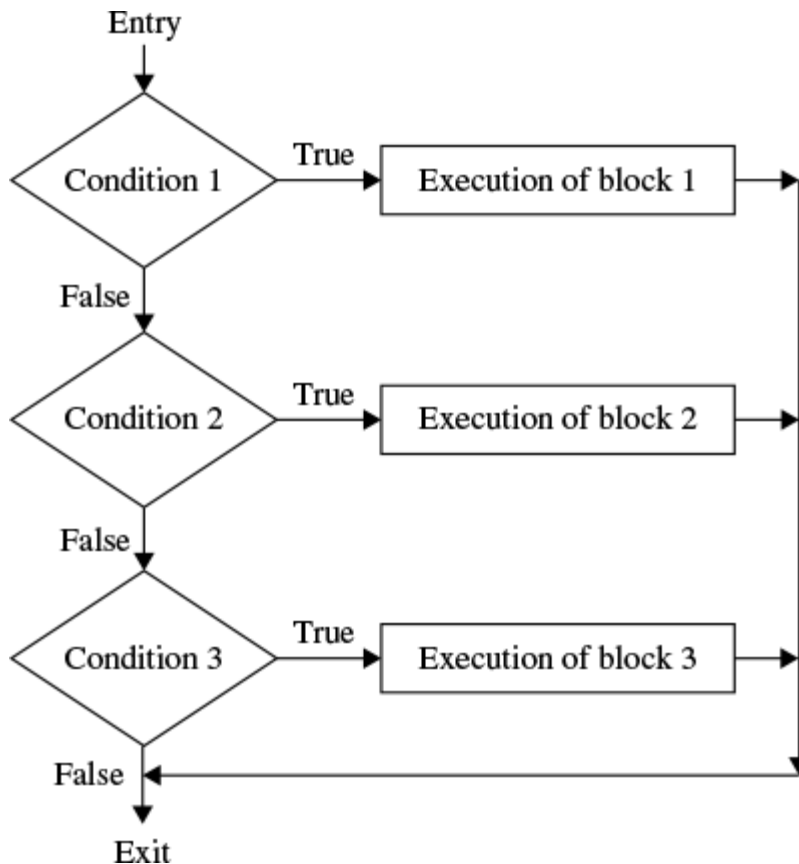 Entry
True
Condition 1
Execution of block 1
False
True
Condition 2
Execution of block 2
False
True
Condition 3
Execution of block 3
False
Exit